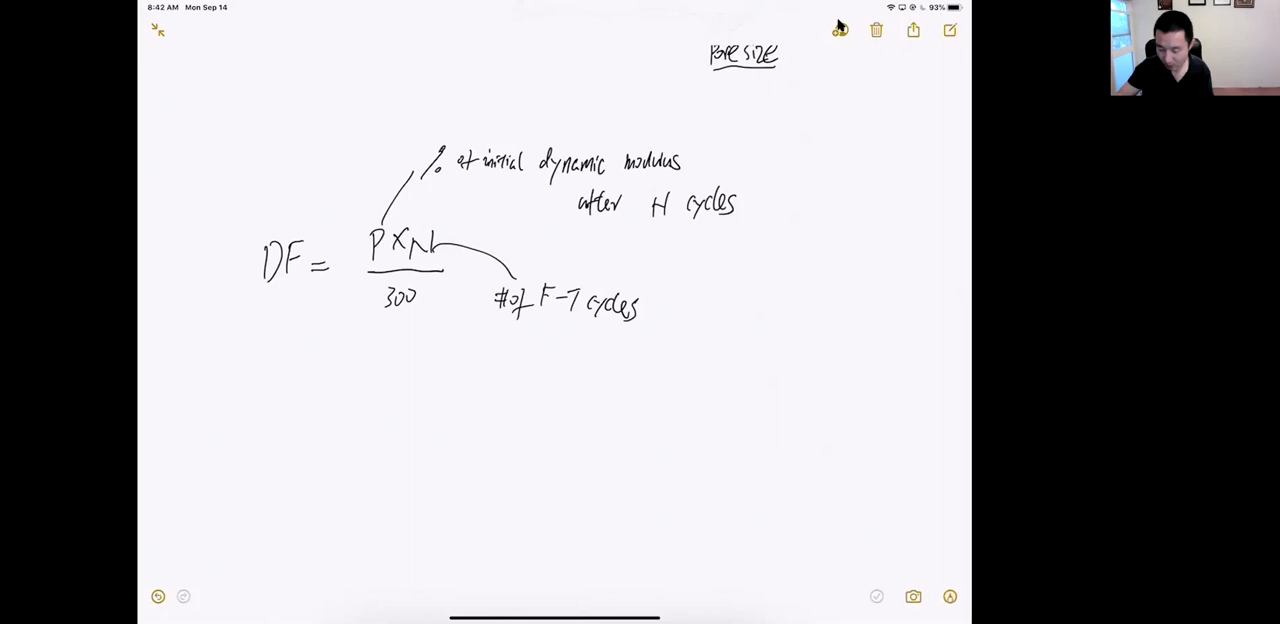 8:42 AM Mon Sep 14
93%
PORE SIZE
% of initial dynamic modulus
after N cycles
DF = P X N
300
# of F-T cycles